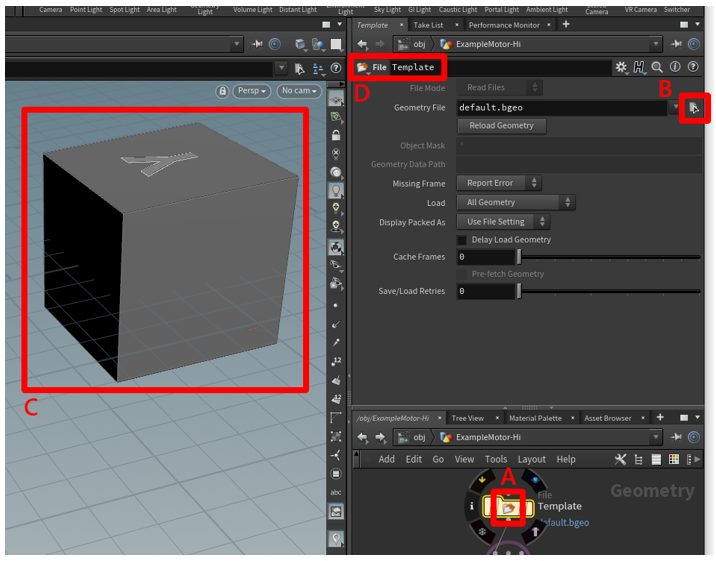 Camera Point Light Spot Light Area Light Geometry Light Volume Light Distant Light Environment Light Sky Light GI Light Caustic Light Portal Light Ambient Light Stereo Camera VR Camera Switcher
Template Take List Performance Monitor
obj ExampleMotor-Hi
D File Template
B
File Mode Read Files
Geometry File default.bgeo
Reload Geometry
Object Mask *
Geometry Data Path
Missing Frame Report Error
Load All Geometry
Display Packed As Use File Setting
Delay Load Geometry
Cache Frames 0
Pre-fetch Geometry
Save/Load Retries 0
Persp No cam
C
12
abc
/obj/ExampleMotor-Hi Tree View Material Palette Asset Browser
obj ExampleMotor-Hi
Add Edit Go View Tools Layout Help
A
Geometry
File
Template
default.bgeo